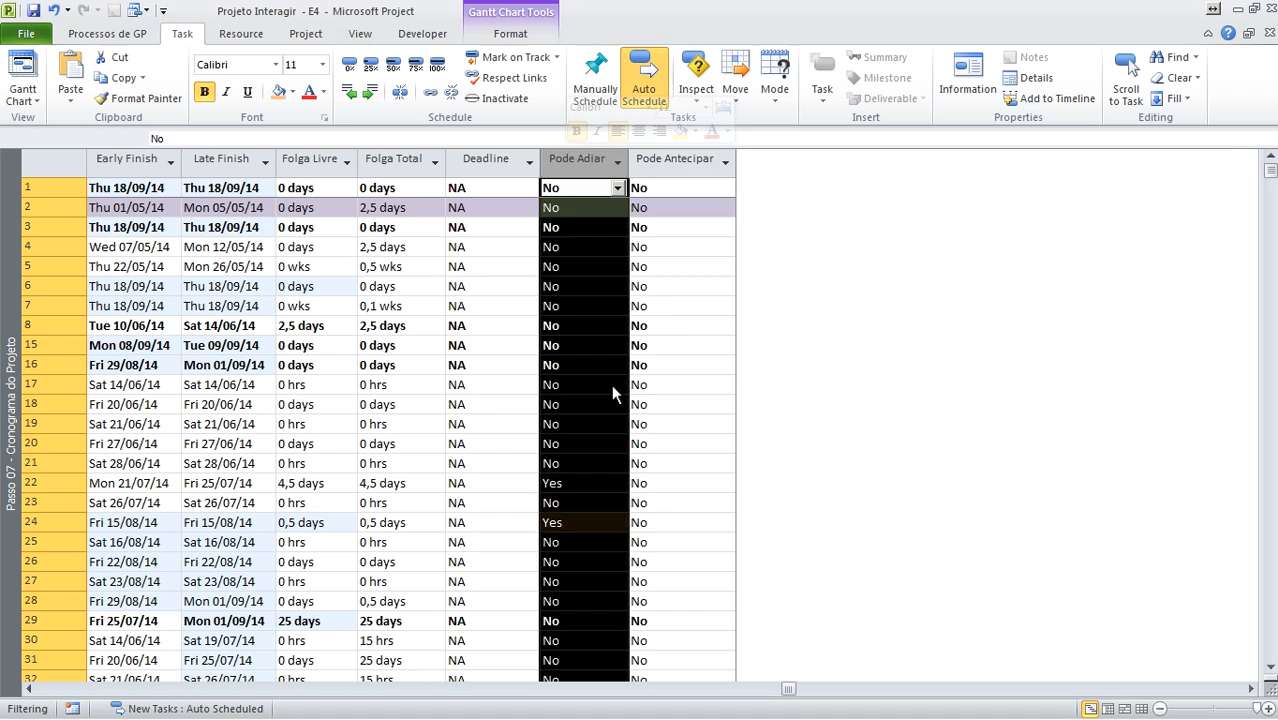 Projeto Interagir - E4 - Microsoft Project
Gantt Chart Tools
File Processos de GP Task Resource Project View Developer Format
Gantt Chart
View
Paste
Cut
Copy
Format Painter
Clipboard
Calibri 11
B I U A
Font
0% 25% 50% 75% 100%
Mark on Track
Respect Links
Inactivate
Schedule
Manually Schedule
Auto Schedule
Inspect
Move
Mode
Tasks
Task
Summary
Milestone
Deliverable
Insert
Information
Notes
Details
Add to Timeline
Properties
Scroll to Task
Find
Clear
Fill
Editing
No
Early Finish Late Finish Folga Livre Folga Total Deadline Pode Adiar Pode Antecipar
1 Thu 18/09/14 Thu 18/09/14 0 days 0 days NA No No
2 Thu 01/05/14 Mon 05/05/14 0 days 2,5 days NA No No
3 Thu 18/09/14 Thu 18/09/14 0 days 0 days NA No No
4 Wed 07/05/14 Mon 12/05/14 0 days 2,5 days NA No No
5 Thu 22/05/14 Mon 26/05/14 0 wks 0,5 wks NA No No
6 Thu 18/09/14 Thu 18/09/14 0 days 0 days NA No No
7 Thu 18/09/14 Thu 18/09/14 0 wks 0,1 wks NA No No
8 Tue 10/06/14 Sat 14/06/14 2,5 days 2,5 days NA No No
15 Mon 08/09/14 Tue 09/09/14 0 days 0 days NA No No
16 Fri 29/08/14 Mon 01/09/14 0 days 0 days NA No No
17 Sat 14/06/14 Sat 14/06/14 0 hrs 0 hrs NA No No
18 Fri 20/06/14 Fri 20/06/14 0 days 0 days NA No No
19 Sat 21/06/14 Sat 21/06/14 0 hrs 0 hrs NA No No
20 Fri 27/06/14 Fri 27/06/14 0 days 0 days NA No No
21 Sat 28/06/14 Sat 28/06/14 0 hrs 0 hrs NA No No
22 Mon 21/07/14 Fri 25/07/14 4,5 days 4,5 days NA Yes No
23 Sat 26/07/14 Sat 26/07/14 0 hrs 0 hrs NA No No
24 Fri 15/08/14 Fri 15/08/14 0,5 days 0,5 days NA Yes No
25 Sat 16/08/14 Sat 16/08/14 0 hrs 0 hrs NA No No
26 Fri 22/08/14 Fri 22/08/14 0 days 0 days NA No No
27 Sat 23/08/14 Sat 23/08/14 0 hrs 0 hrs NA No No
28 Fri 29/08/14 Mon 01/09/14 0 days 0,5 days NA No No
29 Fri 25/07/14 Mon 01/09/14 25 days 25 days NA No No
30 Sat 14/06/14 Sat 19/07/14 0 hrs 15 hrs NA No No
31 Fri 20/06/14 Fri 25/07/14 0 days 25 days NA No No
32 Sat 21/06/14 Sat 26/07/14 0 hrs 15 hrs NA No No
Passo 07 - Cronograma do Projeto
Filtering New Tasks : Auto Scheduled